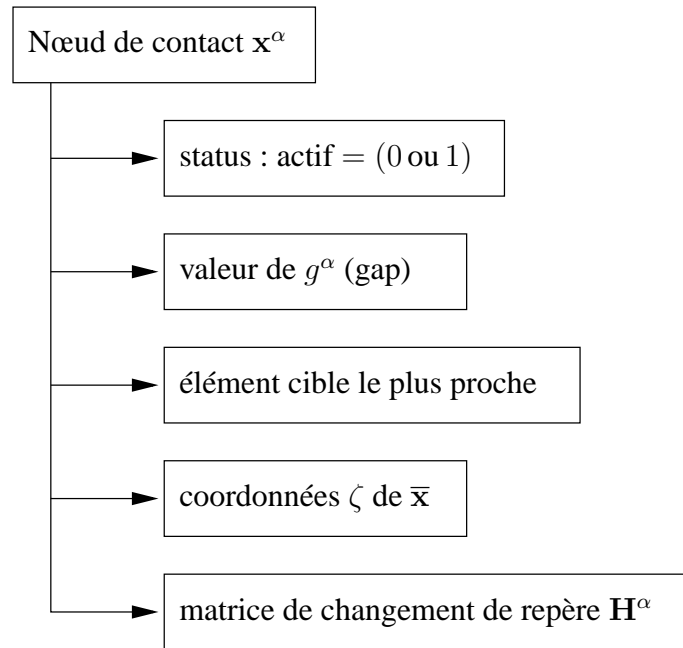 Nœud de contact x^α
status : actif = (0 ou 1)
valeur de g^α (gap)
élément cible le plus proche
coordonnées ζ de x̄
matrice de changement de repère H^α